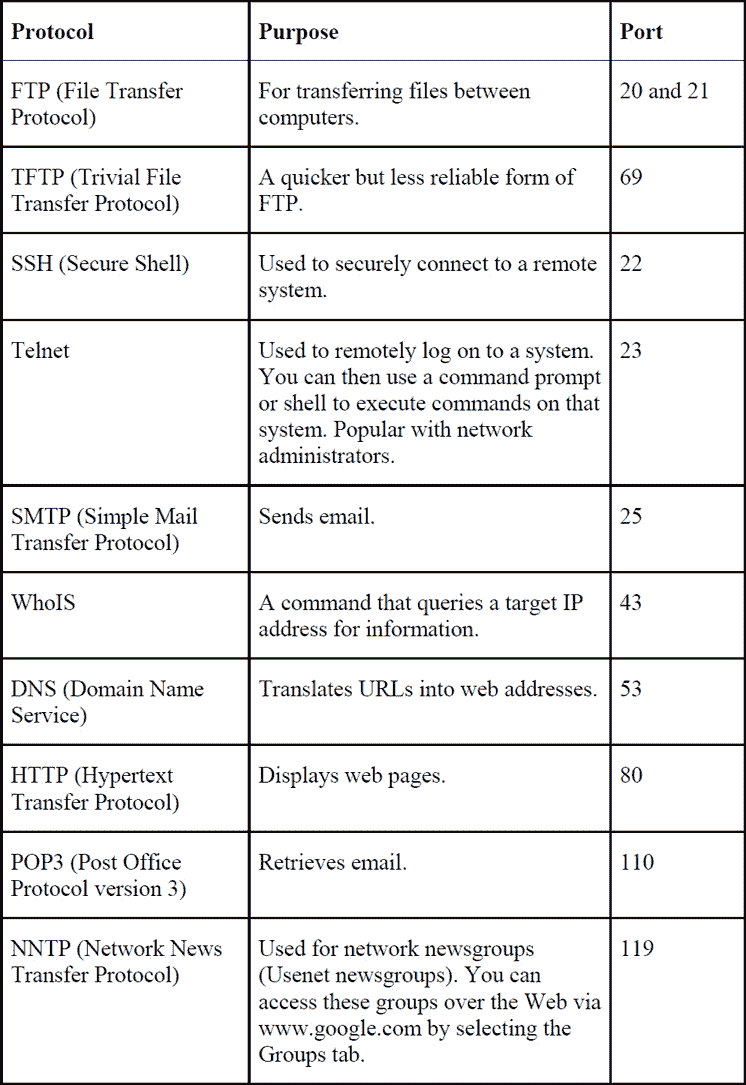 Protocol Purpose Port
FTP (File Transfer For transferring files between 20 and 21
Protocol) computers.
TFTP (Trivial File A quicker but less reliable form of 69
Transfer Protocol) FTP.
SSH (Secure Shell) Used to securely connect to a remote 22
system.
Telnet Used to remotely log on to a system. 23
You can then use a command prompt
or shell to execute commands on that
system. Popular with network
administrators.
SMTP (Simple Mail Sends email. 25
Transfer Protocol)
WhoIS A command that queries a target IP 43
address for information.
DNS (Domain Name Translates URLs into web addresses. 53
Service)
HTTP (Hypertext Displays web pages. 80
Transfer Protocol)
POP3 (Post Office Retrieves email. 110
Protocol version 3)
NNTP (Network News Used for network newsgroups 119
Transfer Protocol) (Usenet newsgroups). You can
access these groups over the Web via
www.google.com by selecting the
Groups tab.